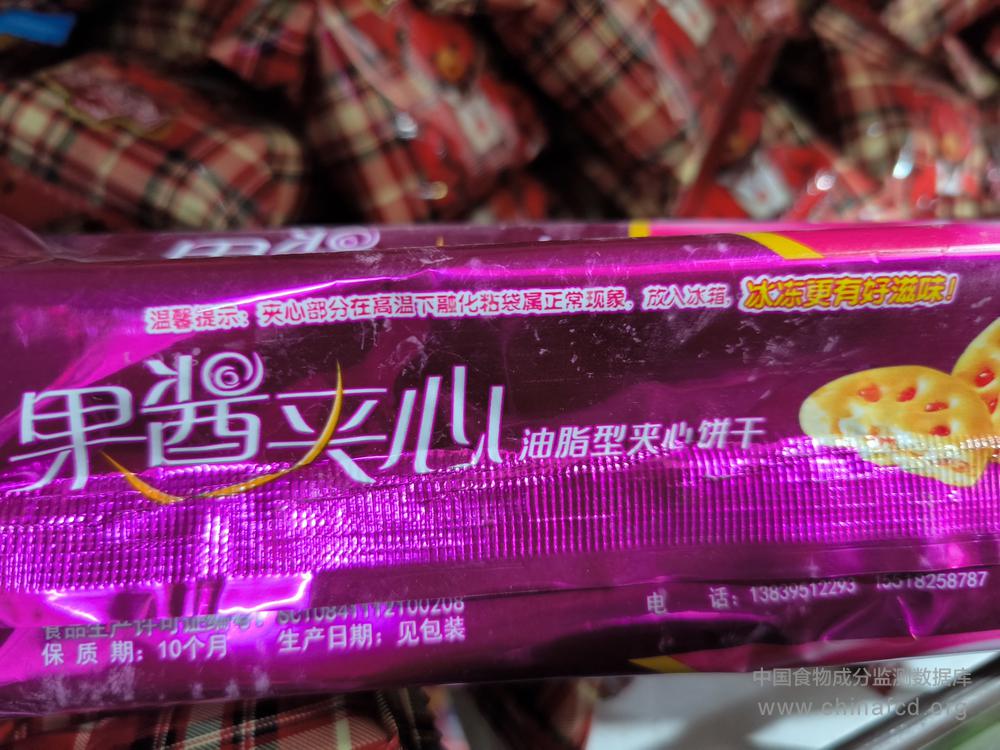 温馨提示：夹心部分在高温下融化粘袋属正常现象，放入冰箱，冰冻更有好滋味！
果酱夹心 油脂型夹心饼干
食品生产许可证编号：SC10841112100208
保 质 期：10个月 生产日期：见包装
电 话：13839512293 15518258787
中国食物成分监测数据库
www.chinafcd.org